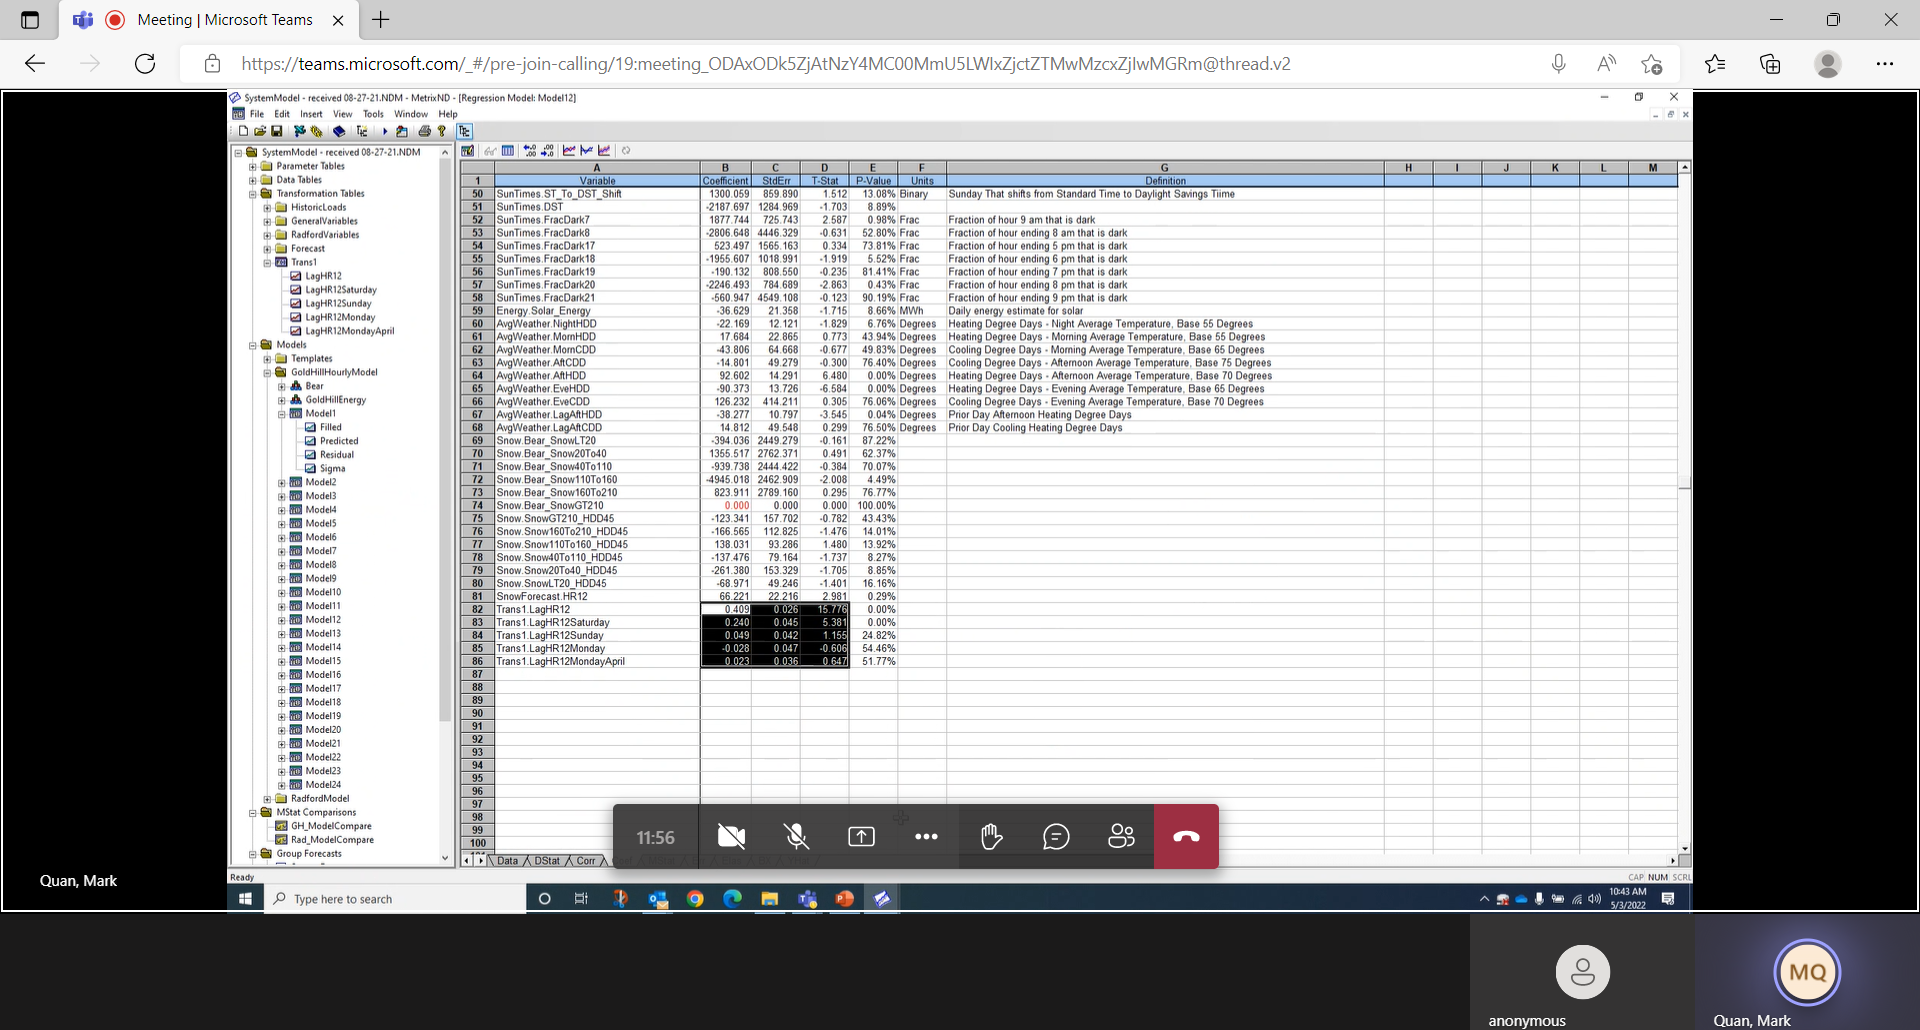 Meeting | Microsoft Teams
https://teams.microsoft.com/_#/pre-join-calling/19:meeting_ODAxODk5ZjAtNzY4MC00MmU5LWIxZjctZTMwMzcxZjIwMGRm@thread.v2
SystemModel - received 08-27-21.NDM - MetrixND - [Regression Model: Model12]
File Edit Insert View Tools Window Help
SystemModel - received 08-27-21.NDM
Parameter Tables
Data Tables
Transformation Tables
HistoricLoads
GeneralVariables
RadfordVariables
Forecast
Trans1
LagHR12
LagHR12Saturday
LagHR12Sunday
LagHR12Monday
LagHR12MondayApril
Models
Templates
GoldHillHourlyModel
Bear
GoldHillEnergy
Model1
Filled
Predicted
Residual
Sigma
Model2
Model3
Model4
Model5
Model6
Model7
Model8
Model9
Model10
Model11
Model12
Model13
Model14
Model15
Model16
Model17
Model18
Model19
Model20
Model21
Model22
Model23
Model24
RadfordModel
MStat Comparisons
GH_ModelCompare
Rad_ModelCompare
Group Forecasts
A B C D E F G H I J K L M
1 Variable Coefficient StdErr T-Stat P-Value Units Definition
50 SunTimes.ST_To_DST_Shift 1300.059 859.890 1.512 13.08% Binary Sunday That shifts from Standard Time to Daylight Savings Tiime
51 SunTimes.DST -2187.697 1284.969 -1.703 8.89%
52 SunTimes.FracDark7 1877.744 725.743 2.587 0.98% Frac Fraction of hour 9 am that is dark
53 SunTimes.FracDark8 -2806.648 4446.329 -0.631 52.80% Frac Fraction of hour ending 8 am that is dark
54 SunTimes.FracDark17 523.497 1565.163 0.334 73.81% Frac Fraction of hour ending 5 pm that is dark
55 SunTimes.FracDark18 -1955.607 1018.991 -1.919 5.52% Frac Fraction of hour ending 6 pm that is dark
56 SunTimes.FracDark19 -190.132 808.550 -0.235 81.41% Frac Fraction of hour ending 7 pm that is dark
57 SunTimes.FracDark20 -2246.493 784.689 -2.863 0.43% Frac Fraction of hour ending 8 pm that is dark
58 SunTimes.FracDark21 -560.947 4549.108 -0.123 90.19% Frac Fraction of hour ending 9 pm that is dark
59 Energy.Solar_Energy -36.629 21.358 -1.715 8.66% MWh Daily energy estimate for solar
60 AvgWeather.NightHDD -22.169 12.121 -1.829 6.76% Degrees Heating Degree Days - Night Average Temperature, Base 55 Degrees
61 AvgWeather.MornHDD 17.684 22.865 0.773 43.94% Degrees Heating Degree Days - Morning Average Temperature, Base 55 Degrees
62 AvgWeather.MornCDD -43.806 64.668 -0.677 49.83% Degrees Cooling Degree Days - Morning Average Temperature, Base 65 Degrees
63 AvgWeather.AftCDD -14.801 49.279 -0.300 76.40% Degrees Cooling Degree Days - Afternoon Average Temperature, Base 75 Degrees
64 AvgWeather.AftHDD 92.602 14.291 6.480 0.00% Degrees Heating Degree Days - Afternoon Average Temperature, Base 70 Degrees
65 AvgWeather.EveHDD -90.373 13.726 -6.584 0.00% Degrees Heating Degree Days - Evening Average Temperature, Base 65 Degrees
66 AvgWeather.EveCDD 126.232 414.211 0.305 76.06% Degrees Cooling Degree Days - Evening Average Temperature, Base 70 Degrees
67 AvgWeather.LagAftHDD -38.277 10.797 -3.545 0.04% Degrees Prior Day Afternoon Heating Degree Days
68 AvgWeather.LagAftCDD 14.812 49.548 0.299 76.50% Degrees Prior Day Cooling Heating Degree Days
69 Snow.Bear_SnowLT20 -394.036 2449.279 -0.161 87.22%
70 Snow.Bear_Snow20To40 1355.517 2762.371 0.491 62.37%
71 Snow.Bear_Snow40To110 -939.738 2444.422 -0.384 70.07%
72 Snow.Bear_Snow110To160 -4945.018 2462.909 -2.008 4.49%
73 Snow.Bear_Snow160To210 823.911 2789.160 0.295 76.77%
74 Snow.Bear_SnowGT210 0.000 0.000 0.000 100.00%
75 Snow.SnowGT210_HDD45 -123.341 157.702 -0.782 43.43%
76 Snow.Snow160To210_HDD45 -166.565 112.825 -1.476 14.01%
77 Snow.Snow110To160_HDD45 138.031 93.286 1.480 13.92%
78 Snow.Snow40To110_HDD45 -137.476 79.164 -1.737 8.27%
79 Snow.Snow20To40_HDD45 -261.380 153.329 -1.705 8.85%
80 Snow.SnowLT20_HDD45 -68.971 49.246 -1.401 16.16%
81 SnowForecast.HR12 66.221 22.216 2.981 0.29%
82 Trans1.LagHR12 0.409 0.026 15.776 0.00%
83 Trans1.LagHR12Saturday 0.240 0.045 5.381 0.00%
84 Trans1.LagHR12Sunday 0.049 0.042 1.155 24.82%
85 Trans1.LagHR12Monday -0.028 0.047 -0.606 54.46%
86 Trans1.LagHR12MondayApril 0.023 0.036 0.647 51.77%
87
88
89
90
91
92
93
94
95
96
97
98
99
100
Data DStat Corr
11:56
Ready
CAP NUM SCRL
Type here to search
10:43 AM
5/3/2022
Quan, Mark
MQ
anonymous
Quan, Mark